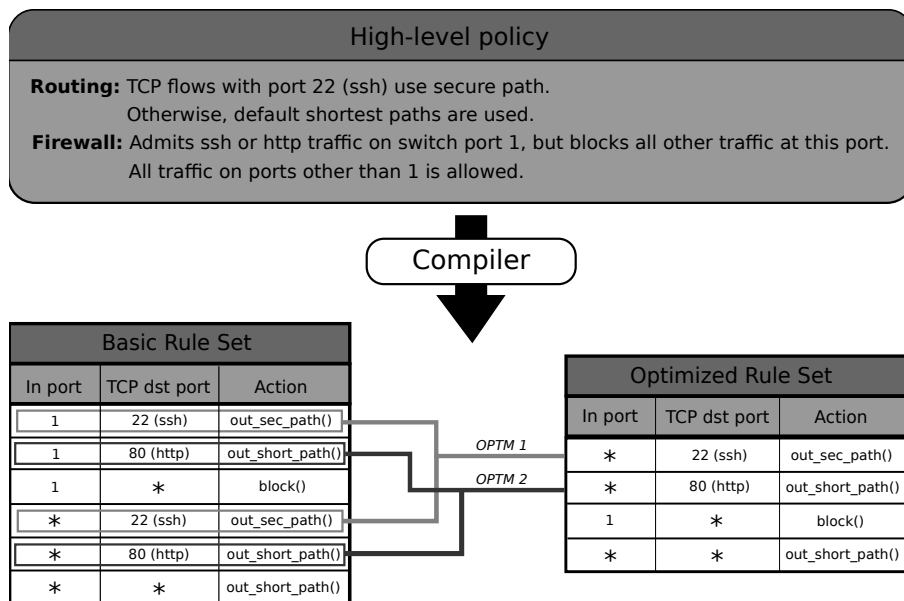 High-level policy
Routing: TCP flows with port 22 (ssh) use secure path.
Otherwise, default shortest paths are used.
Firewall: Admits ssh or http traffic on switch port 1, but blocks all other traffic at this port.
All traffic on ports other than 1 is allowed.
Compiler
Basic Rule Set
In port TCP dst port Action
1 22 (ssh) out_sec_path()
1 80 (http) out_short_path()
1 * block()
* 22 (ssh) out_sec_path()
* 80 (http) out_short_path()
* * out_short_path()
OPTM 1
OPTM 2
Optimized Rule Set
In port TCP dst port Action
* 22 (ssh) out_sec_path()
* 80 (http) out_short_path()
1 * block()
* * out_short_path()